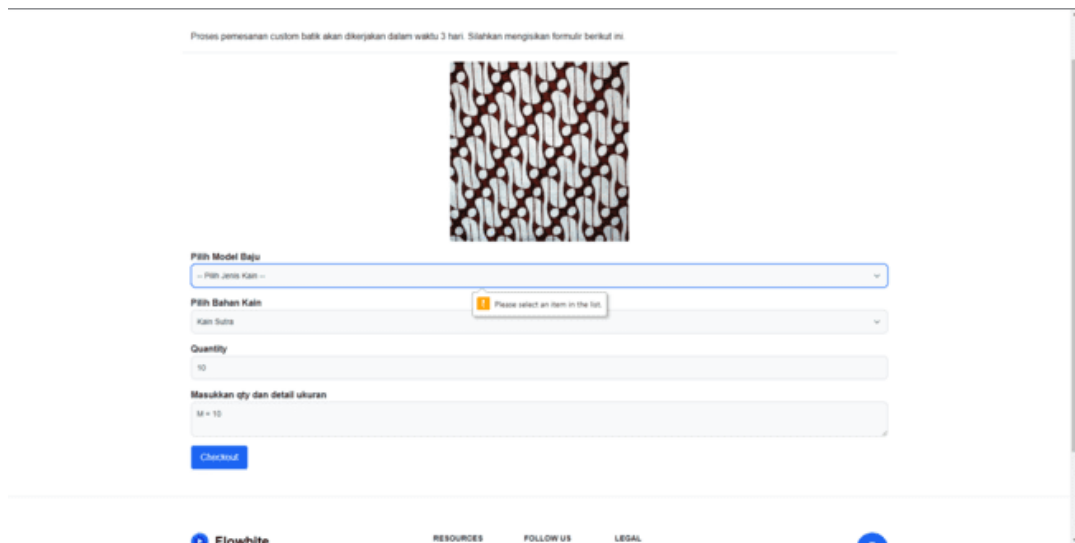 Proses pemesanan custom batik akan dikerjakan dalam waktu 3 hari. Silahkan mengisikan formulir berikut ini.
Pilih Model Baju
-- Pilih Jenis Kain --
Please select an item in the list.
Pilih Bahan Kain
Kain Sutra
Quantity
10
Masukkan qty dan detail ukuran
M = 10
Checkout
Flowbite
RESOURCES
FOLLOW US
LEGAL